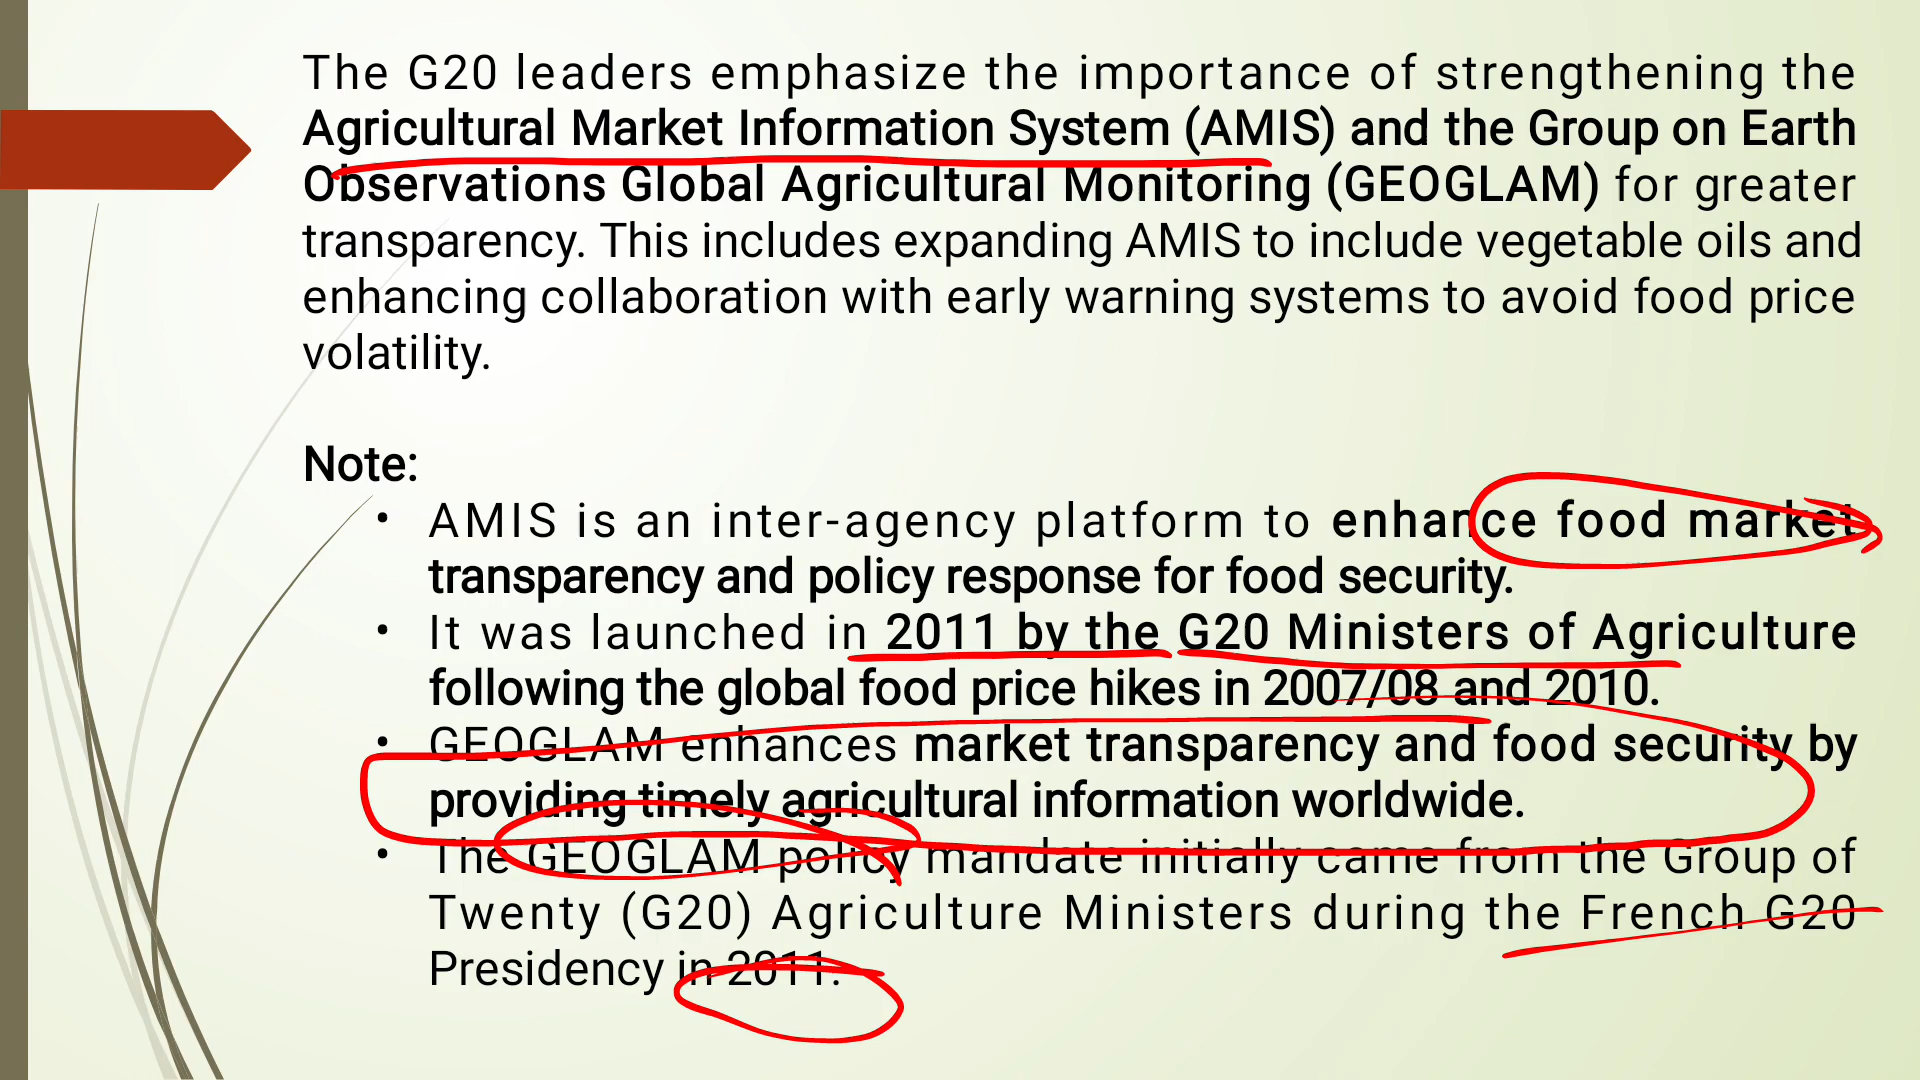 The G20 leaders emphasize the importance of strengthening the
Agricultural Market Information System (AMIS) and the Group on Earth
Observations Global Agricultural Monitoring (GEOGLAM) for greater
transparency. This includes expanding AMIS to include vegetable oils and
enhancing collaboration with early warning systems to avoid food price
volatility.
Note:
• AMIS is an inter-agency platform to enhance food market
transparency and policy response for food security.
• It was launched in 2011 by the G20 Ministers of Agriculture
following the global food price hikes in 2007/08 and 2010.
• GEOGLAM enhances market transparency and food security by
providing timely agricultural information worldwide.
• The GEOGLAM policy mandate initially came from the Group of
Twenty (G20) Agriculture Ministers during the French G20
Presidency in 2011.